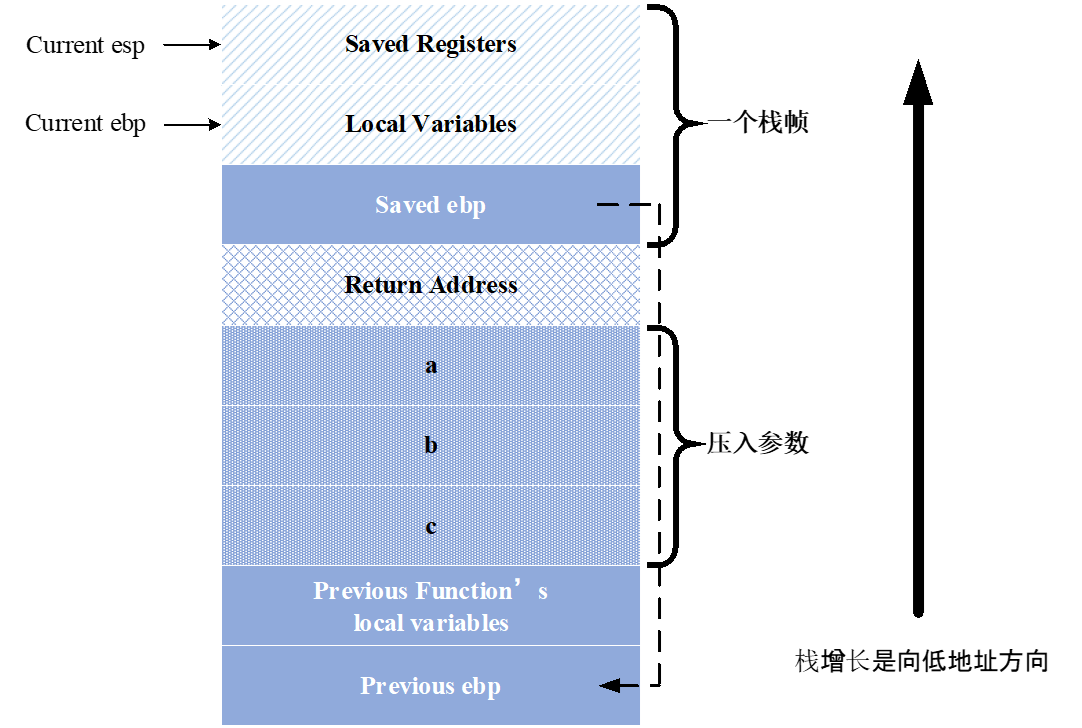 Current esp
Saved Registers
Current ebp
Local Variables
一个栈帧
Saved ebp
Return Address
a
b
压入参数
c
Previous Function’s
local variables
栈增长是向低地址方向
Previous ebp